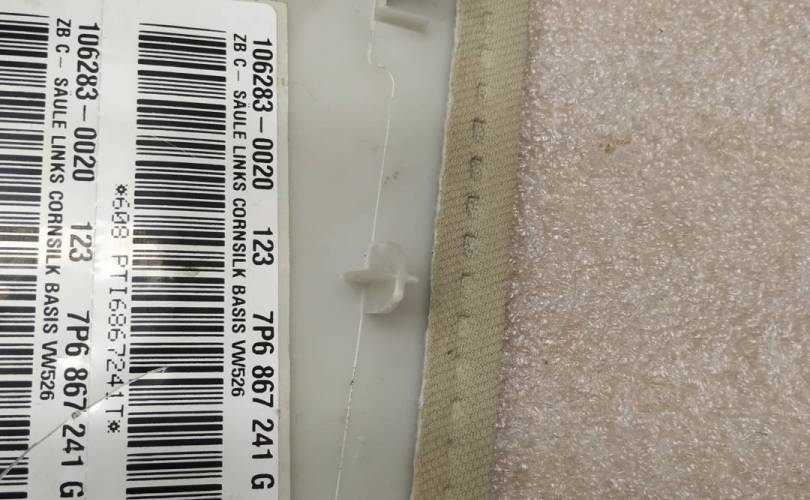 106283-0020 123 7P6 867 241 G
ZB C- SÄULE LINKS CORNSILK BASIS VW526
*608 PTI6867241T*
106283-0020 123 7P6 867 241 G
ZB C- SÄULE LINKS CORNSILK BASIS VW526